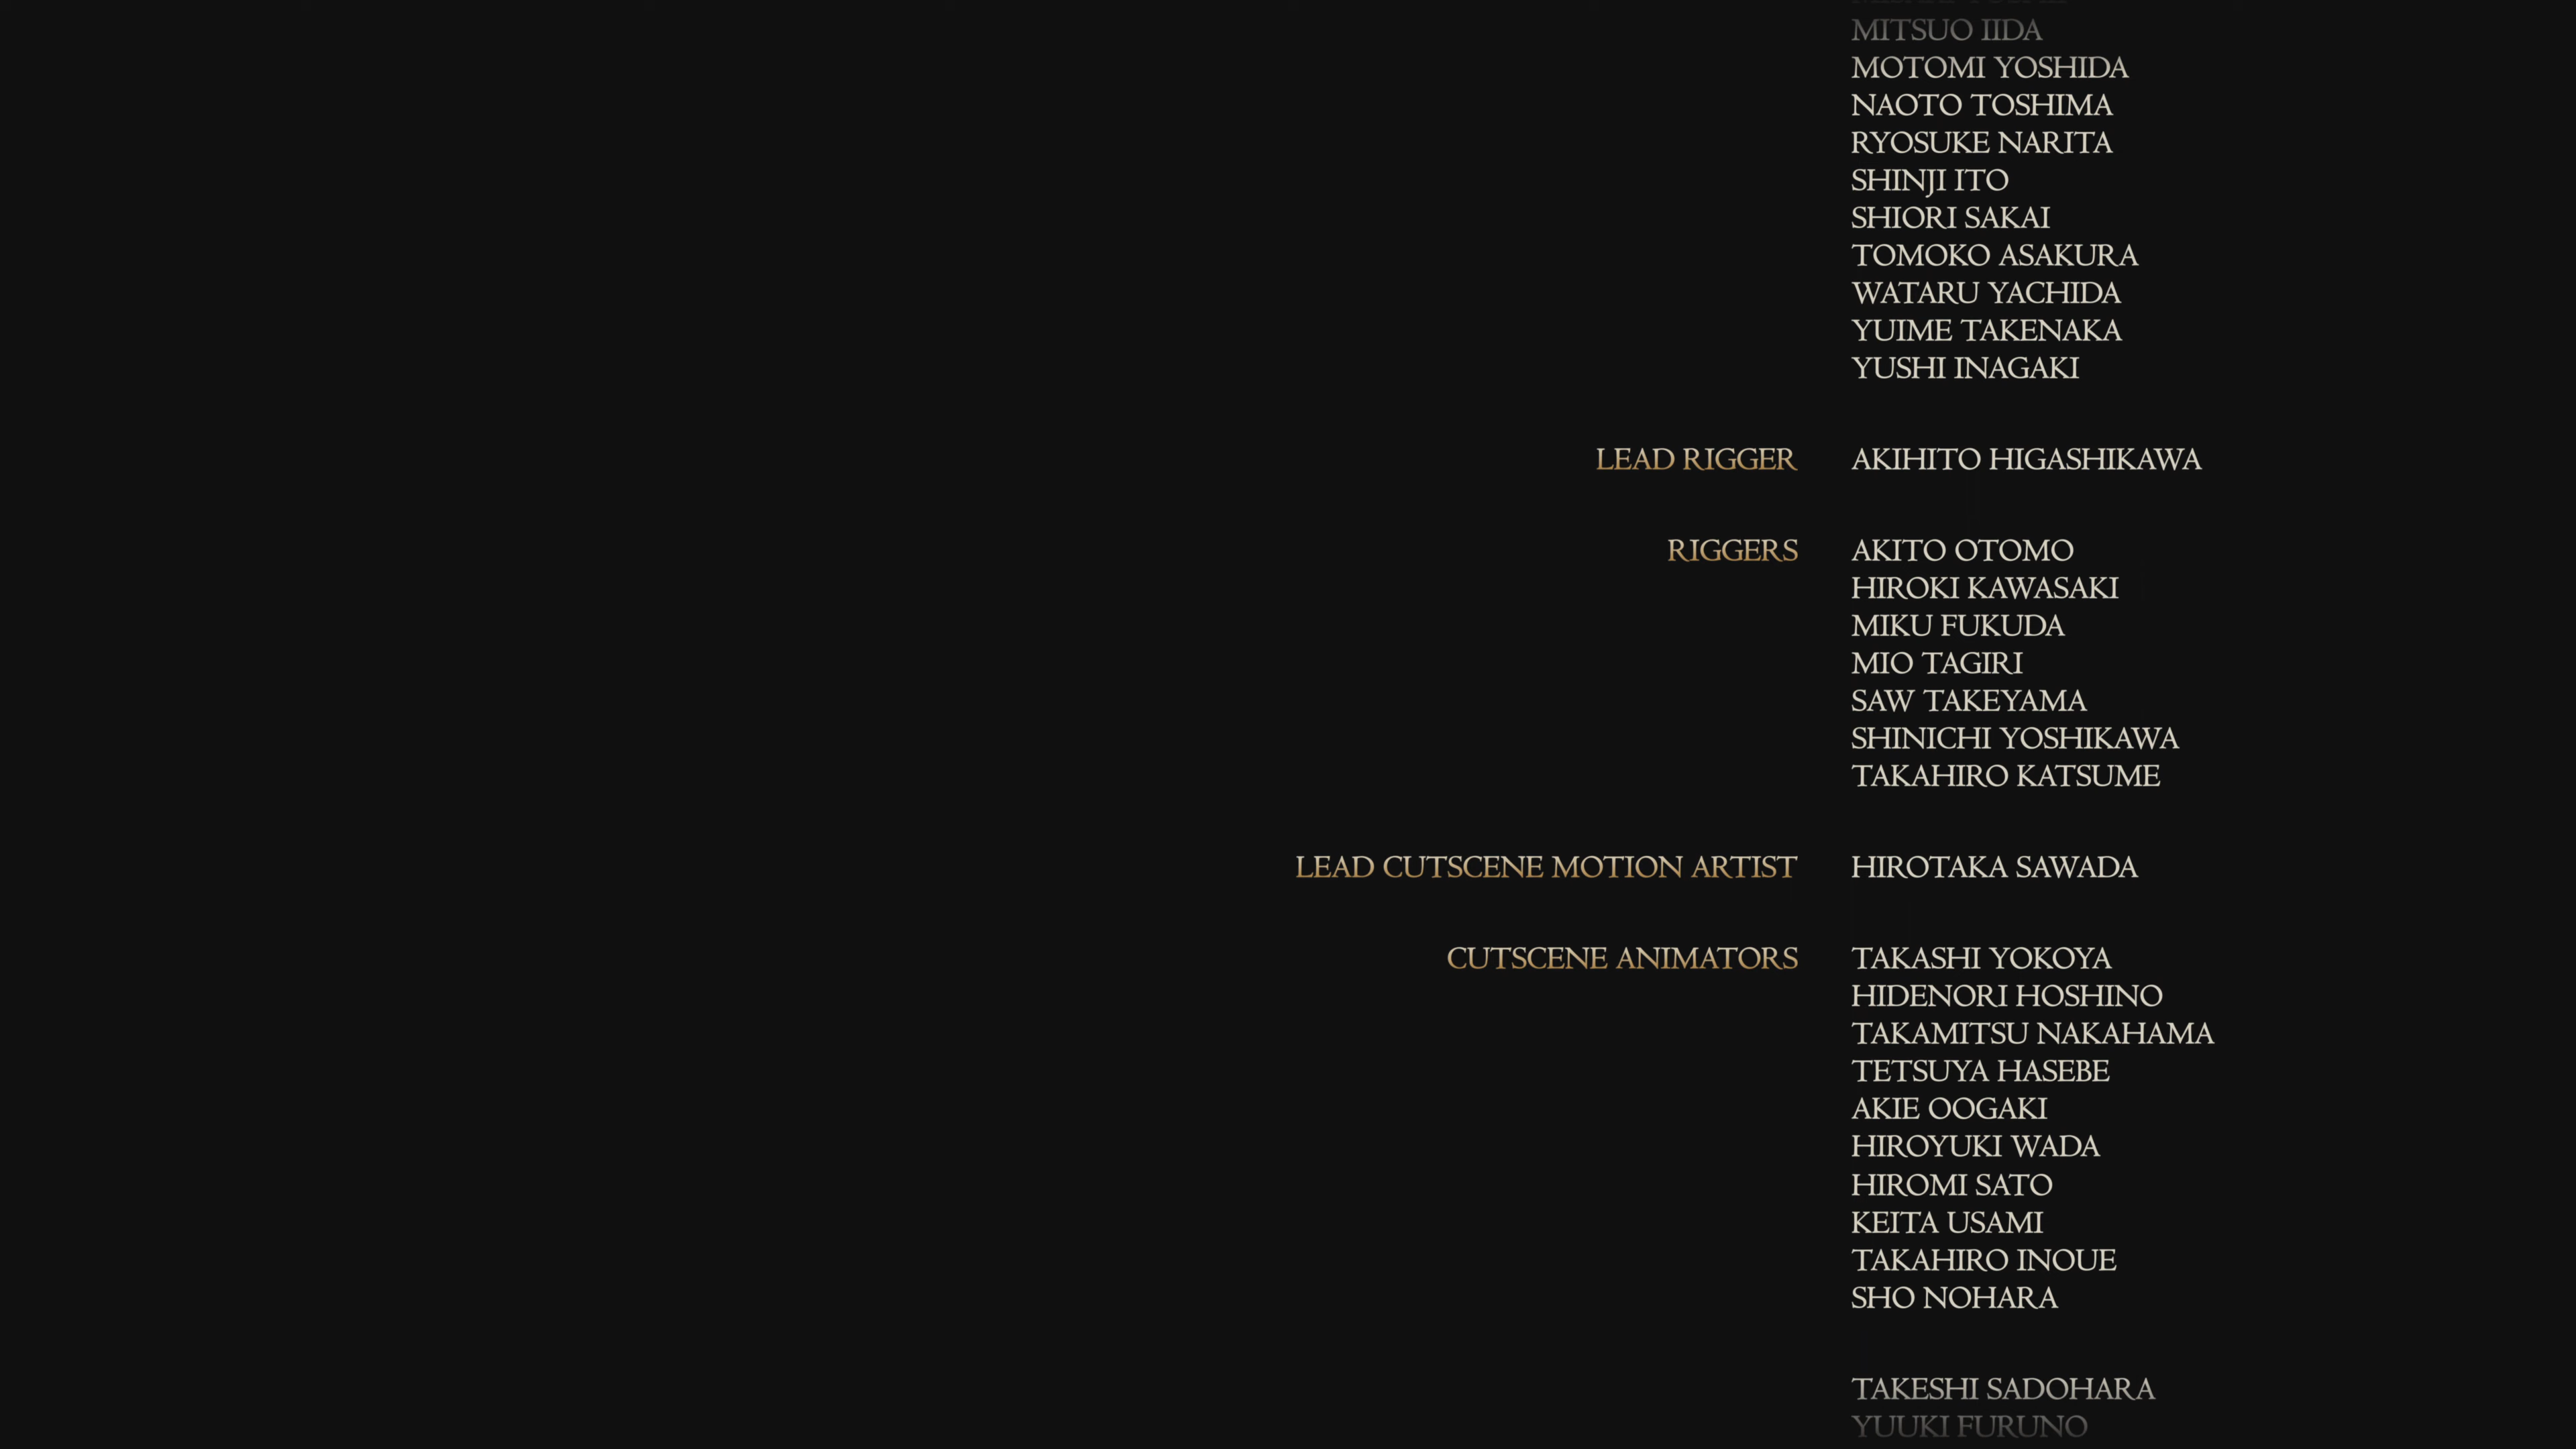 MITSUO IIDA
MOTOMI YOSHIDA
NAOTO TOSHIMA
RYOSUKE NARITA
SHINJI ITO
SHIORI SAKAI
TOMOKO ASAKURA
WATARU YACHIDA
YUIME TAKENAKA
YUSHI INAGAKI
LEAD RIGGER AKIHITO HIGASHIKAWA
RIGGERS AKITO OTOMO
HIROKI KAWASAKI
MIKU FUKUDA
MIO TAGIRI
SAW TAKEYAMA
SHINICHI YOSHIKAWA
TAKAHIRO KATSUME
LEAD CUTSCENE MOTION ARTIST HIROTAKA SAWADA
CUTSCENE ANIMATORS TAKASHI YOKOYA
HIDENORI HOSHINO
TAKAMITSU NAKAHAMA
TETSUYA HASEBE
AKIE OOGAKI
HIROYUKI WADA
HIROMI SATO
KEITA USAMI
TAKAHIRO INOUE
SHO NOHARA
TAKESHI SADOHARA
YUUKI FURUNO